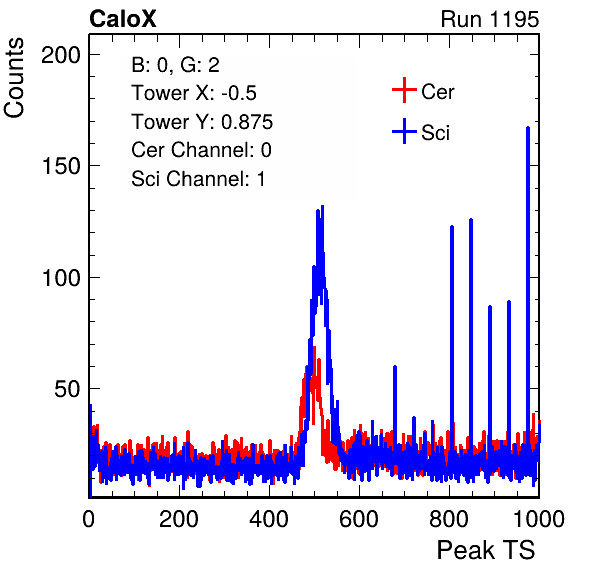 CaloX Run 1195
Counts
200
150
100
50
B: 0, G: 2
Tower X: -0.5
Tower Y: 0.875
Cer Channel: 0
Sci Channel: 1
Cer
Sci
0 200 400 600 800 1000
Peak TS